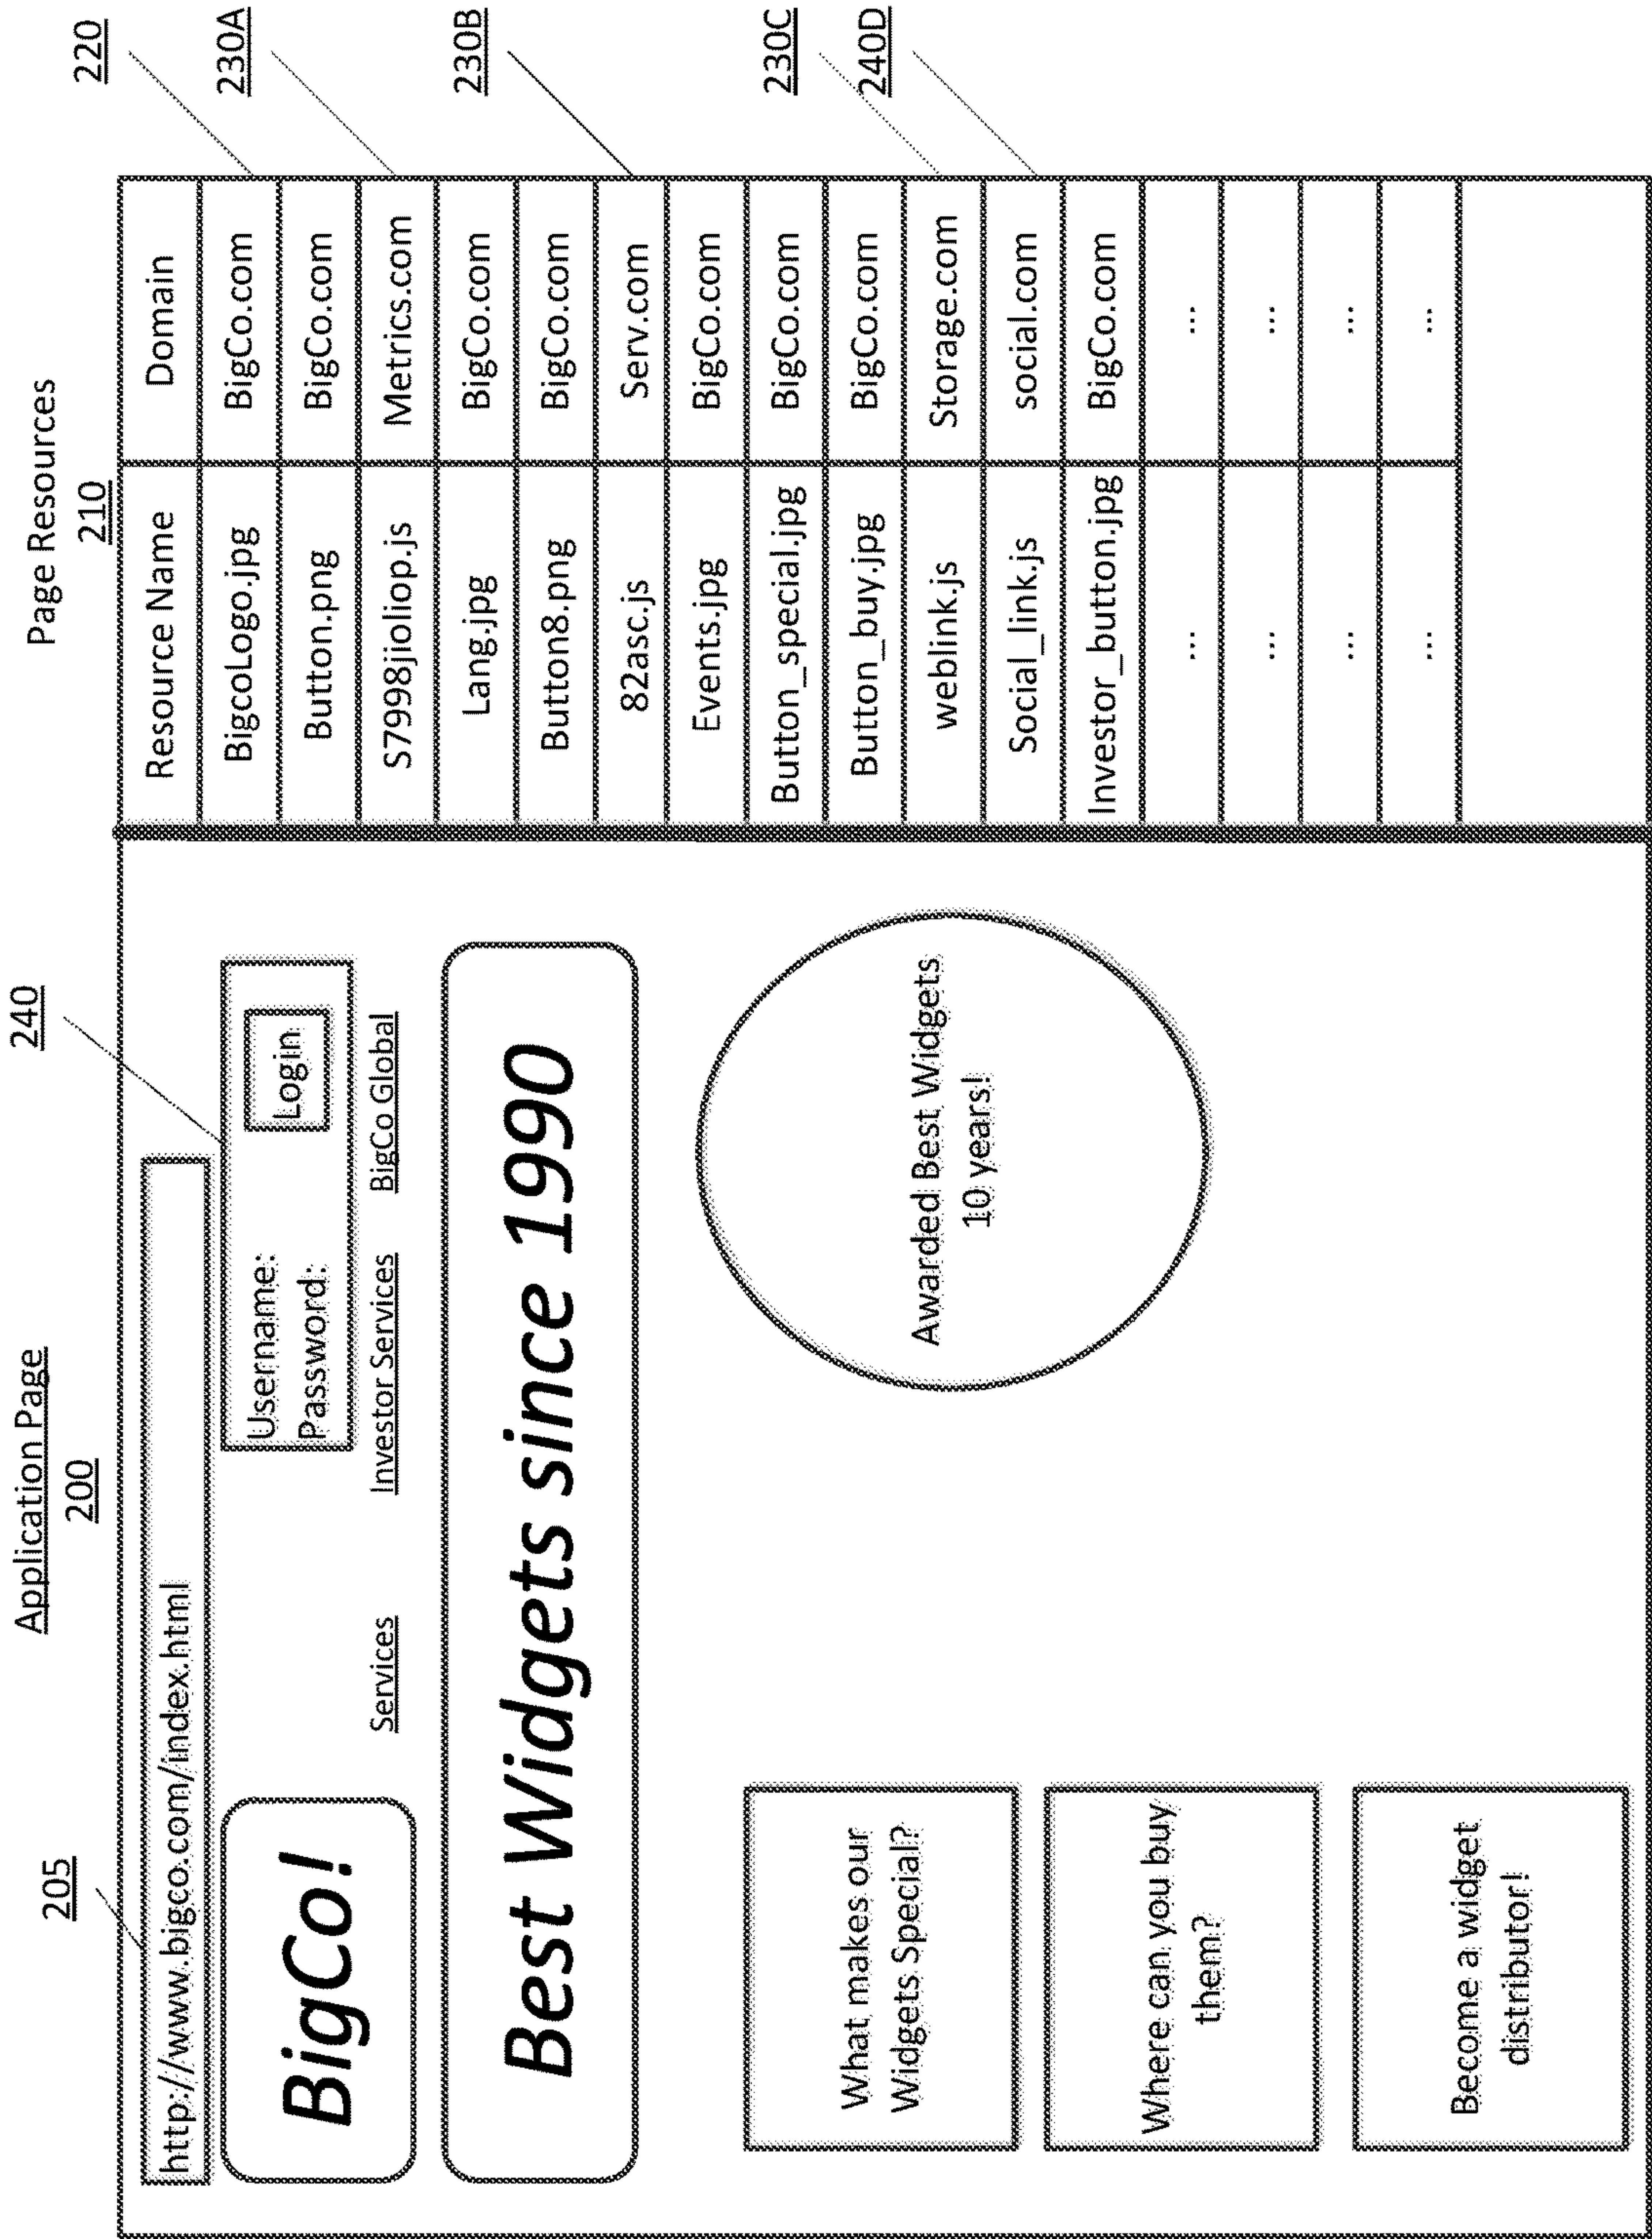 Application Page
200
Page Resources
210
205
240
220
230A
230B
230C
240D
http://www.bigco.com/index.html
BigCo!
Username:
Password:
Login
Services
Investor Services
BigCo Global
Best Widgets since 1990
What makes our
Widgets Special?
Where can you buy
them?
Become a widget
distributor!
Awarded Best Widgets
10 years!
Resource Name Domain
BigcoLogo.jpg BigCo.com
Button.png BigCo.com
S7998jioliop.js Metrics.com
Lang.jpg BigCo.com
Button8.png BigCo.com
82asc.js Serv.com
Events.jpg BigCo.com
Button_special.jpg BigCo.com
Button_buy.jpg BigCo.com
weblink.js Storage.com
Social_link.js social.com
Investor_button.jpg BigCo.com
... ...
... ...
... ...
... ...